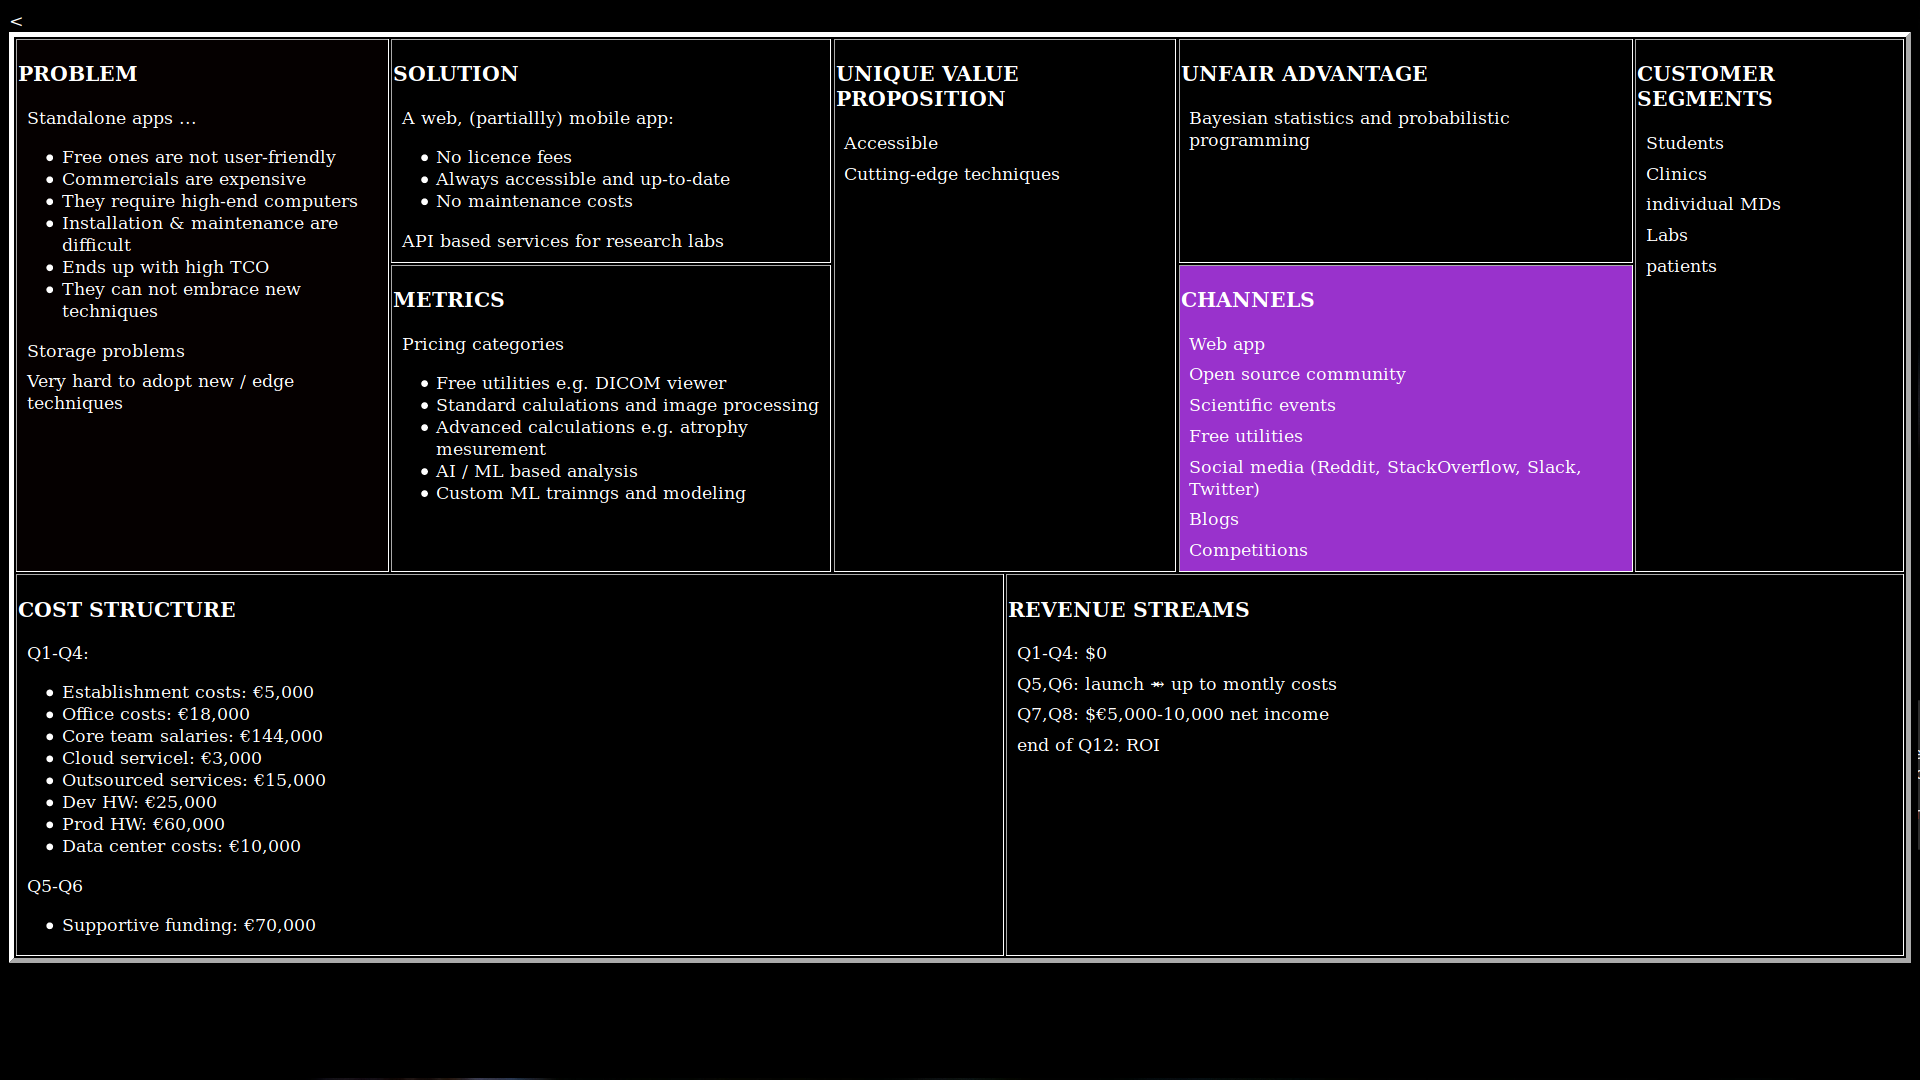 <
PROBLEM
Standalone apps ...
• Free ones are not user-friendly
• Commercials are expensive
• They require high-end computers
• Installation & maintenance are
difficult
• Ends up with high TCO
• They can not embrace new
techniques
Storage problems
Very hard to adopt new / edge
techniques
SOLUTION
A web, (partiallly) mobile app:
• No licence fees
• Always accessible and up-to-date
• No maintenance costs
API based services for research labs
METRICS
Pricing categories
• Free utilities e.g. DICOM viewer
• Standard calulations and image processing
• Advanced calculations e.g. atrophy
mesurement
• AI / ML based analysis
• Custom ML trainngs and modeling
UNIQUE VALUE
PROPOSITION
Accessible
Cutting-edge techniques
UNFAIR ADVANTAGE
Bayesian statistics and probabilistic
programming
CHANNELS
Web app
Open source community
Scientific events
Free utilities
Social media (Reddit, StackOverflow, Slack,
Twitter)
Blogs
Competitions
CUSTOMER
SEGMENTS
Students
Clinics
individual MDs
Labs
patients
COST STRUCTURE
Q1-Q4:
• Establishment costs: €5,000
• Office costs: €18,000
• Core team salaries: €144,000
• Cloud servicel: €3,000
• Outsourced services: €15,000
• Dev HW: €25,000
• Prod HW: €60,000
• Data center costs: €10,000
Q5-Q6
• Supportive funding: €70,000
REVENUE STREAMS
Q1-Q4: $0
Q5,Q6: launch ⤀ up to montly costs
Q7,Q8: $€5,000-10,000 net income
end of Q12: ROI